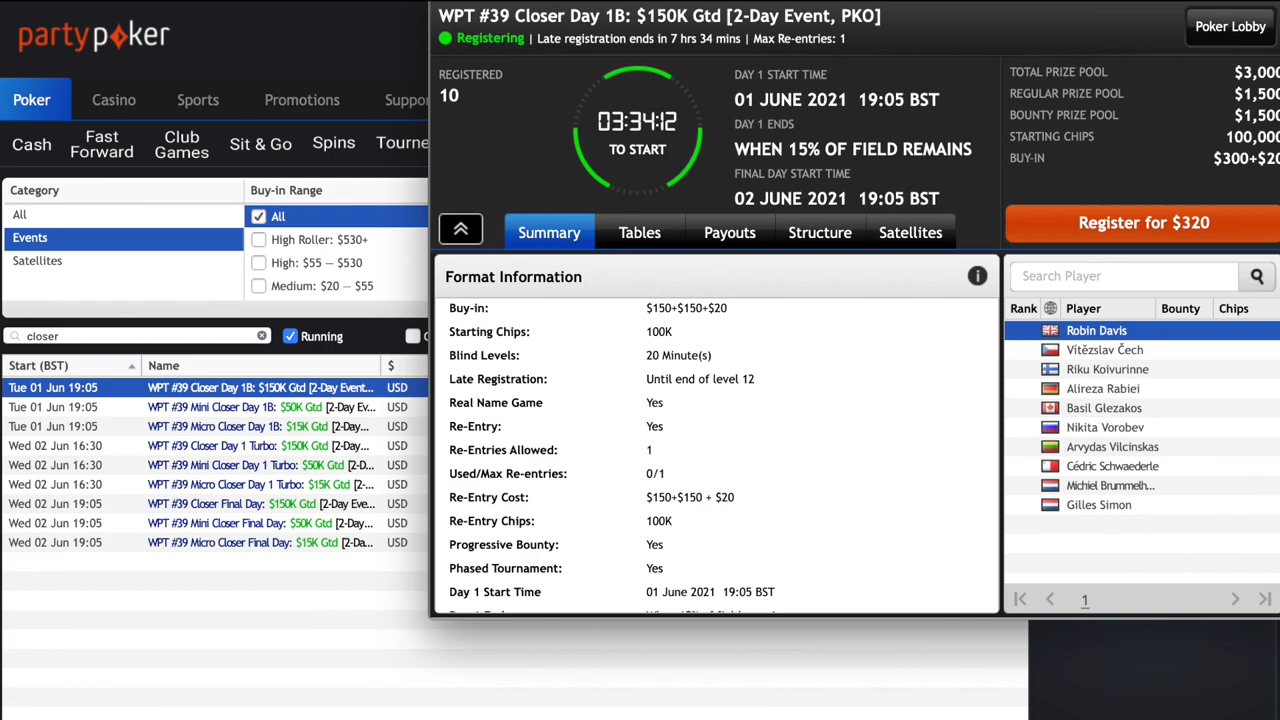 partypoker
Poker
Casino
Sports
Promotions
Suppo
Cash
Fast Forward
Club Games
Sit & Go
Spins
Tourne
Category
Buy-in Range
All
Events
Satellites
All
High Roller: $530+
High: $55 — $530
Medium: $20 — $55
closer
Running
Start (BST)
Name
$
Tue 01 Jun 19:05 WPT #39 Closer Day 1B: $150K Gtd [2-Day Event... USD
Tue 01 Jun 19:05 WPT #39 Mini Closer Day 1B: $50K Gtd [2-Day Ev... USD
Tue 01 Jun 19:05 WPT #39 Micro Closer Day 1B: $15K Gtd [2-Day... USD
Wed 02 Jun 16:30 WPT #39 Closer Day 1 Turbo: $150K Gtd [2-Day... USD
Wed 02 Jun 16:30 WPT #39 Mini Closer Day 1 Turbo: $50K Gtd [2-D... USD
Wed 02 Jun 16:30 WPT #39 Micro Closer Day 1 Turbo: $15K Gtd [2-... USD
Wed 02 Jun 19:05 WPT #39 Closer Final Day: $150K Gtd [2-Day Eve... USD
Wed 02 Jun 19:05 WPT #39 Mini Closer Final Day: $50K Gtd [2-Day... USD
Wed 02 Jun 19:05 WPT #39 Micro Closer Final Day: $15K Gtd [2-Da... USD
WPT #39 Closer Day 1B: $150K Gtd [2-Day Event, PKO]
Registering | Late registration ends in 7 hrs 34 mins | Max Re-entries: 1
Poker Lobby
REGISTERED
10
03:34:12
TO START
DAY 1 START TIME
01 JUNE 2021 19:05 BST
DAY 1 ENDS
WHEN 15% OF FIELD REMAINS
FINAL DAY START TIME
02 JUNE 2021 19:05 BST
TOTAL PRIZE POOL $3,000
REGULAR PRIZE POOL $1,500
BOUNTY PRIZE POOL $1,500
STARTING CHIPS 100,000
BUY-IN $300+$20
Summary
Tables
Payouts
Structure
Satellites
Register for $320
Format Information
Buy-in: $150+$150+$20
Starting Chips: 100K
Blind Levels: 20 Minute(s)
Late Registration: Until end of level 12
Real Name Game Yes
Re-Entry: Yes
Re-Entries Allowed: 1
Used/Max Re-entries: 0/1
Re-Entry Cost: $150+$150 + $20
Re-Entry Chips: 100K
Progressive Bounty: Yes
Phased Tournament: Yes
Day 1 Start Time 01 June 2021 19:05 BST
Search Player
Rank
Player
Bounty
Chips
Robin Davis
Vítězslav Čech
Riku Koivurinne
Alireza Rabiei
Basil Glezakos
Nikita Vorobev
Arvydas Vilcinskas
Cédric Schwaederle
Michiel Brummelh...
Gilles Simon
1